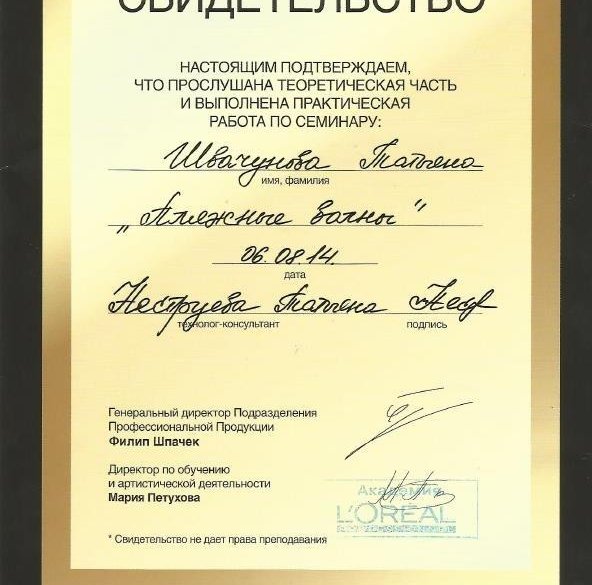 СВИДЕТЕЛЬСТВО
НАСТОЯЩИМ ПОДТВЕРЖДАЕМ,
ЧТО ПРОСЛУШАНА ТЕОРЕТИЧЕСКАЯ ЧАСТЬ
И ВЫПОЛНЕНА ПРАКТИЧЕСКАЯ
РАБОТА ПО СЕМИНАРУ:
Швачунова Татьяна
имя, фамилия
„Пляжные волны"
06.08.14.
дата
Неструева Татьяна
технолог-консультант подпись
Генеральный директор Подразделения
Профессиональной Продукции
Филип Шпачек
Директор по обучению
и артистической деятельности
Мария Петухова
Академия
L'ORÉAL
* Свидетельство не дает права преподавания